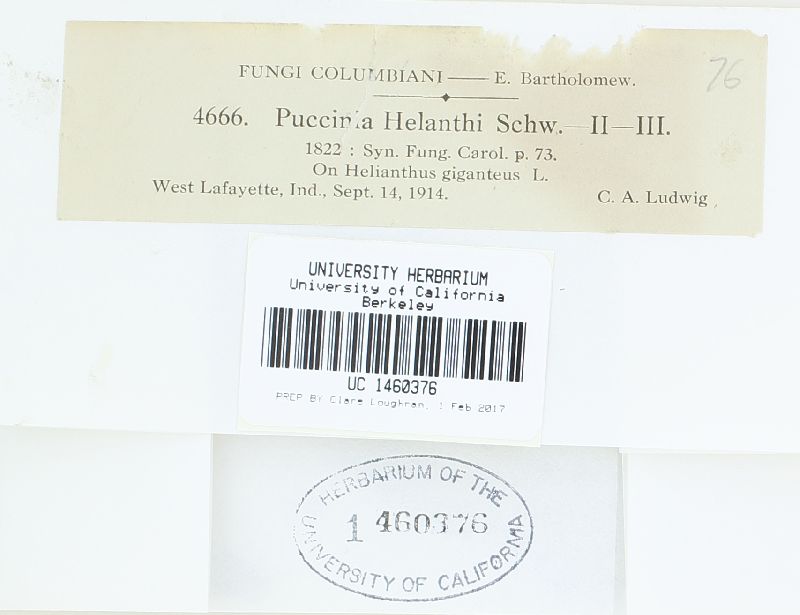 FUNGI COLUMBIANI — E. Bartholomew.
76
4666. Puccinia Helanthi Schw.—II—III.
1822 : Syn. Fung. Carol. p. 73.
On Helianthus giganteus L.
West Lafayette, Ind., Sept. 14, 1914.
C. A. Ludwig
UNIVERSITY HERBARIUM
University of California
Berkeley
UC 1460376
PREP BY Clare Loughran, 1 Feb 2017
HERBARIUM OF THE
1 460376
UNIVERSITY OF CALIFORNIA